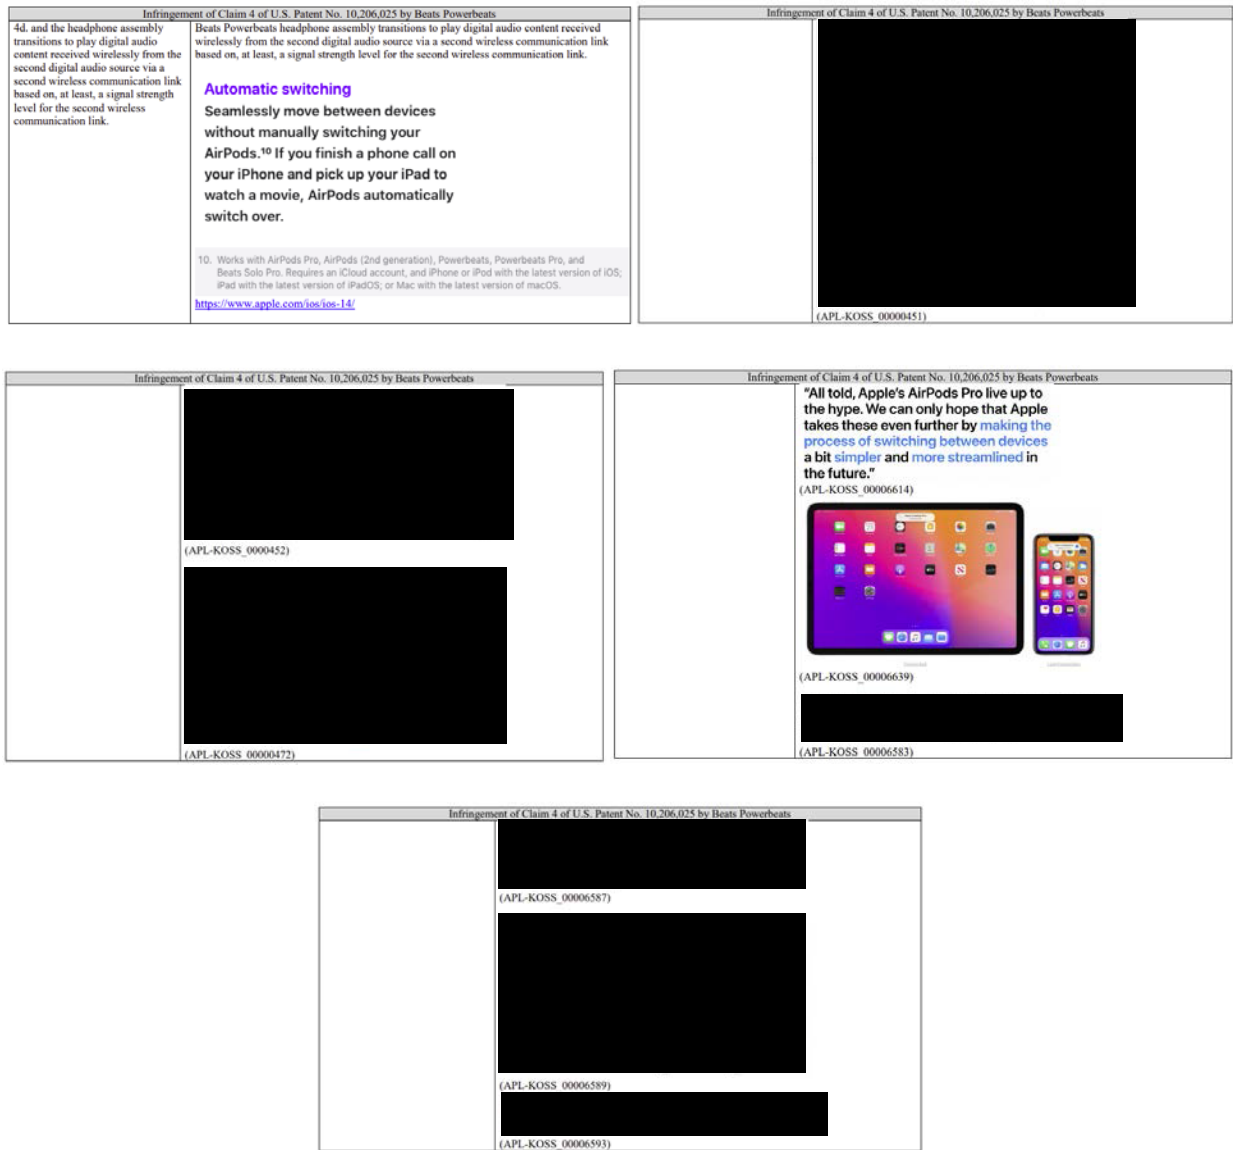 Infringement of Claim 4 of U.S. Patent No. 10,206,025 by Beats Powerbeats
4d. and the headphone assembly
transitions to play digital audio
content received wirelessly from the
second digital audio source via a
second wireless communication link
based on, at least, a signal strength
level for the second wireless
communication link.
Beats Powerbeats headphone assembly transitions to play digital audio content received
wirelessly from the second digital audio source via a second wireless communication link
based on, at least, a signal strength level for the second wireless communication link.
Automatic switching
Seamlessly move between devices
without manually switching your
AirPods.¹⁰ If you finish a phone call on
your iPhone and pick up your iPad to
watch a movie, AirPods automatically
switch over.
10. Works with AirPods Pro, AirPods (2nd generation), Powerbeats, Powerbeats Pro, and
Beats Solo Pro. Requires an iCloud account, and iPhone or iPod with the latest version of iOS;
iPad with the latest version of iPadOS; or Mac with the latest version of macOS.
https://www.apple.com/ios/ios-14/
Infringement of Claim 4 of U.S. Patent No. 10,206,025 by Beats Powerbeats
(APL-KOSS_00000451)
Infringement of Claim 4 of U.S. Patent No. 10,206,025 by Beats Powerbeats
(APL-KOSS_0000452)
(APL-KOSS_00000472)
Infringement of Claim 4 of U.S. Patent No. 10,206,025 by Beats Powerbeats
"All told, Apple's AirPods Pro live up to
the hype. We can only hope that Apple
takes these even further by making the
process of switching between devices
a bit simpler and more streamlined in
the future."
(APL-KOSS_00006614)
(APL-KOSS_00006639)
(APL-KOSS_00006583)
Infringement of Claim 4 of U.S. Patent No. 10,206,025 by Beats Powerbeats
(APL-KOSS_00006587)
(APL-KOSS_00006589)
(APL-KOSS_00006593)